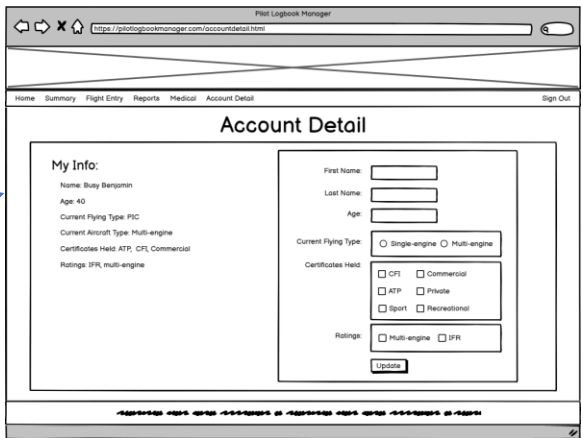 Pilot Logbook Manager
https://pilotlogbookmanager.com/accountdetail.html
Home Summary Flight Entry Reports Medical Account Detail Sign Out
Account Detail
My Info:
Name: Busy Benjamin
Age: 40
Current Flying Type: PIC
Current Aircraft Type: Multi-engine
Certificates Held: ATP, CFI, Commercial
Ratings: IFR, multi-engine
First Name:
Last Name:
Age:
Current Flying Type: Single-engine Multi-engine
Certificates Held:
CFI Commercial
ATP Private
Sport Recreational
Ratings: Multi-engine IFR
Update